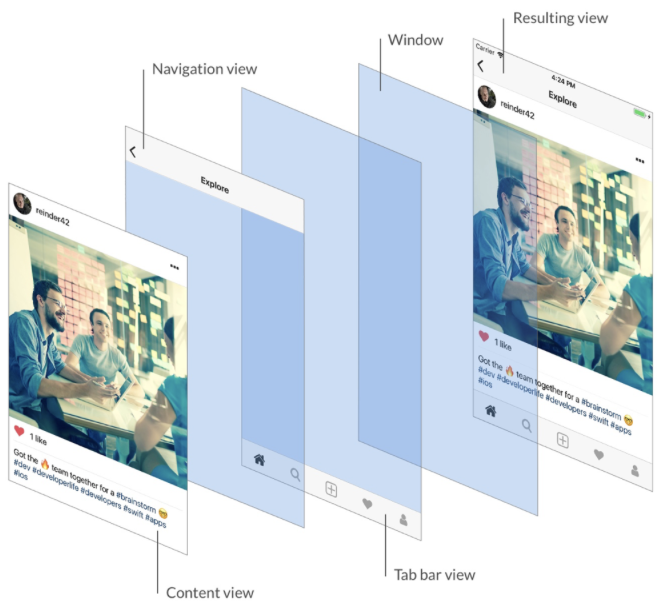 Resulting view
Window
Navigation view
Carrier
4:24 PM
Explore
reinder42
1 like
Got the 🔥 team together for a #brainstorm 🤓
#dev #developerlife #developers #swift #apps
#ios
Explore
reinder42
1 like
Got the 🔥 team together for a #brainstorm 🤓
#dev #developerlife #developers #swift #apps
#ios
Tab bar view
Content view